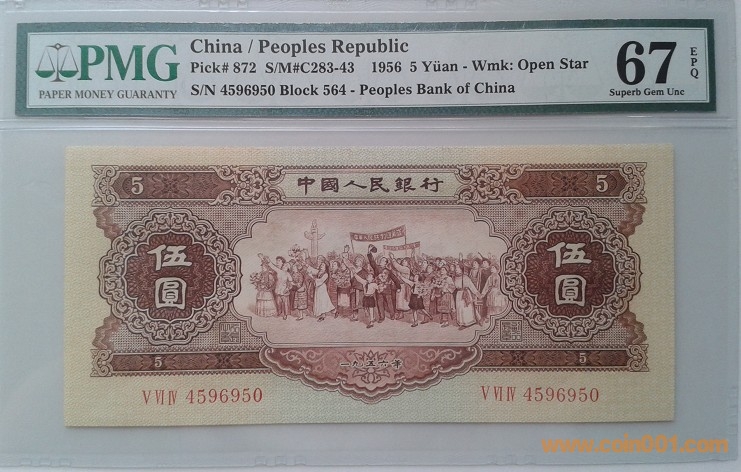 PMG
PAPER MONEY GUARANTY
China / Peoples Republic
Pick# 872 S/M#C283-43 1956 5 Yüan - Wmk: Open Star
S/N 4596950 Block 564 - Peoples Bank of China
67 EPQ
Superb Gem Unc
5 中國人民銀行 5
伍圓 伍圓
5 一九五六年 5
V VI IV 4596950 V VI IV 4596950
www.coin001.com